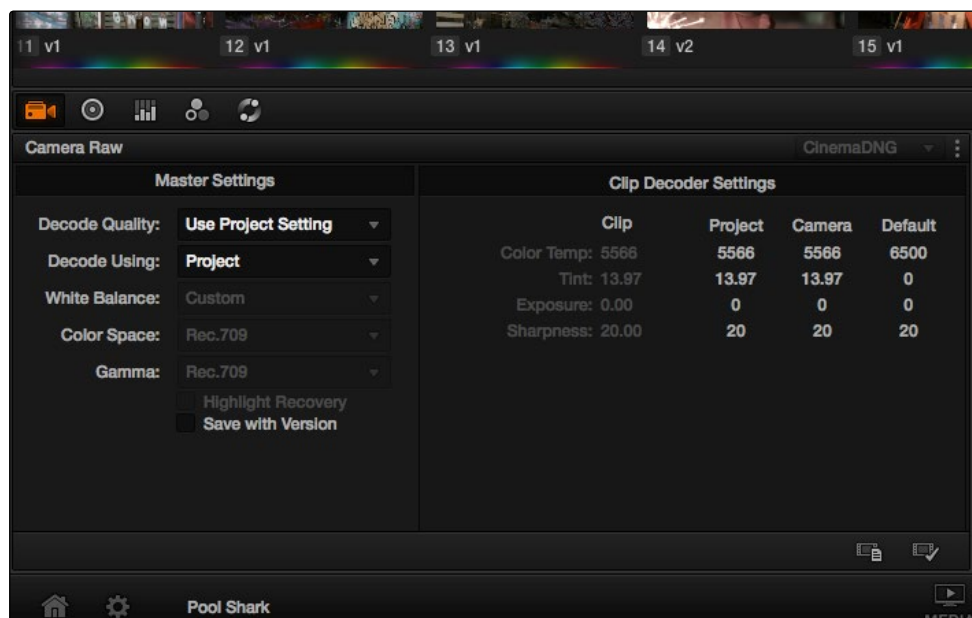 11 v1 12 v1 13 v1 14 v2 15 v1
Camera Raw CinemaDNG
Master Settings Clip Decoder Settings
Decode Quality: Use Project Setting
Decode Using: Project
White Balance: Custom
Color Space: Rec.709
Gamma: Rec.709
Highlight Recovery
Save with Version
Clip Project Camera Default
Color Temp: 5566 5566 5566 6500
Tint: 13.97 13.97 13.97 0
Exposure: 0.00 0 0 0
Sharpness: 20.00 20 20 20
Pool Shark